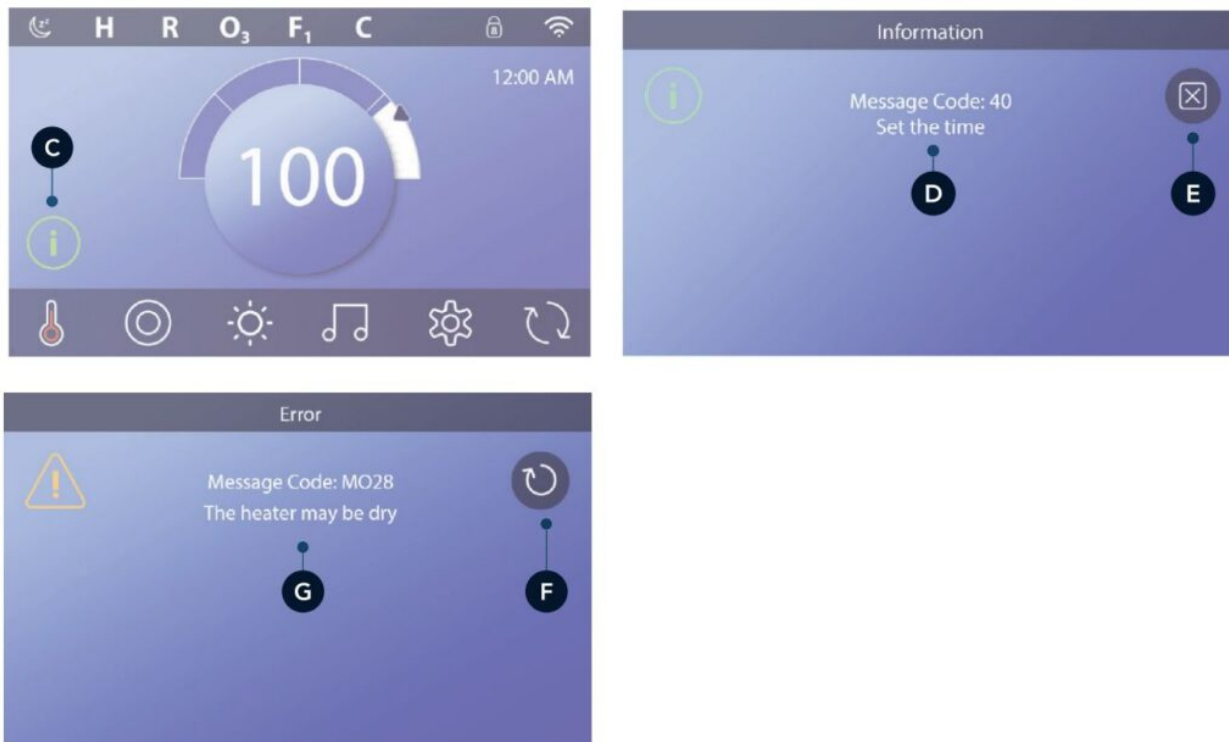 H R O₃ F₁ C
12:00 AM
C
100
i
Information
i
Message Code: 40
Set the time
D
E
Error
!
Message Code: MO28
The heater may be dry
G
F